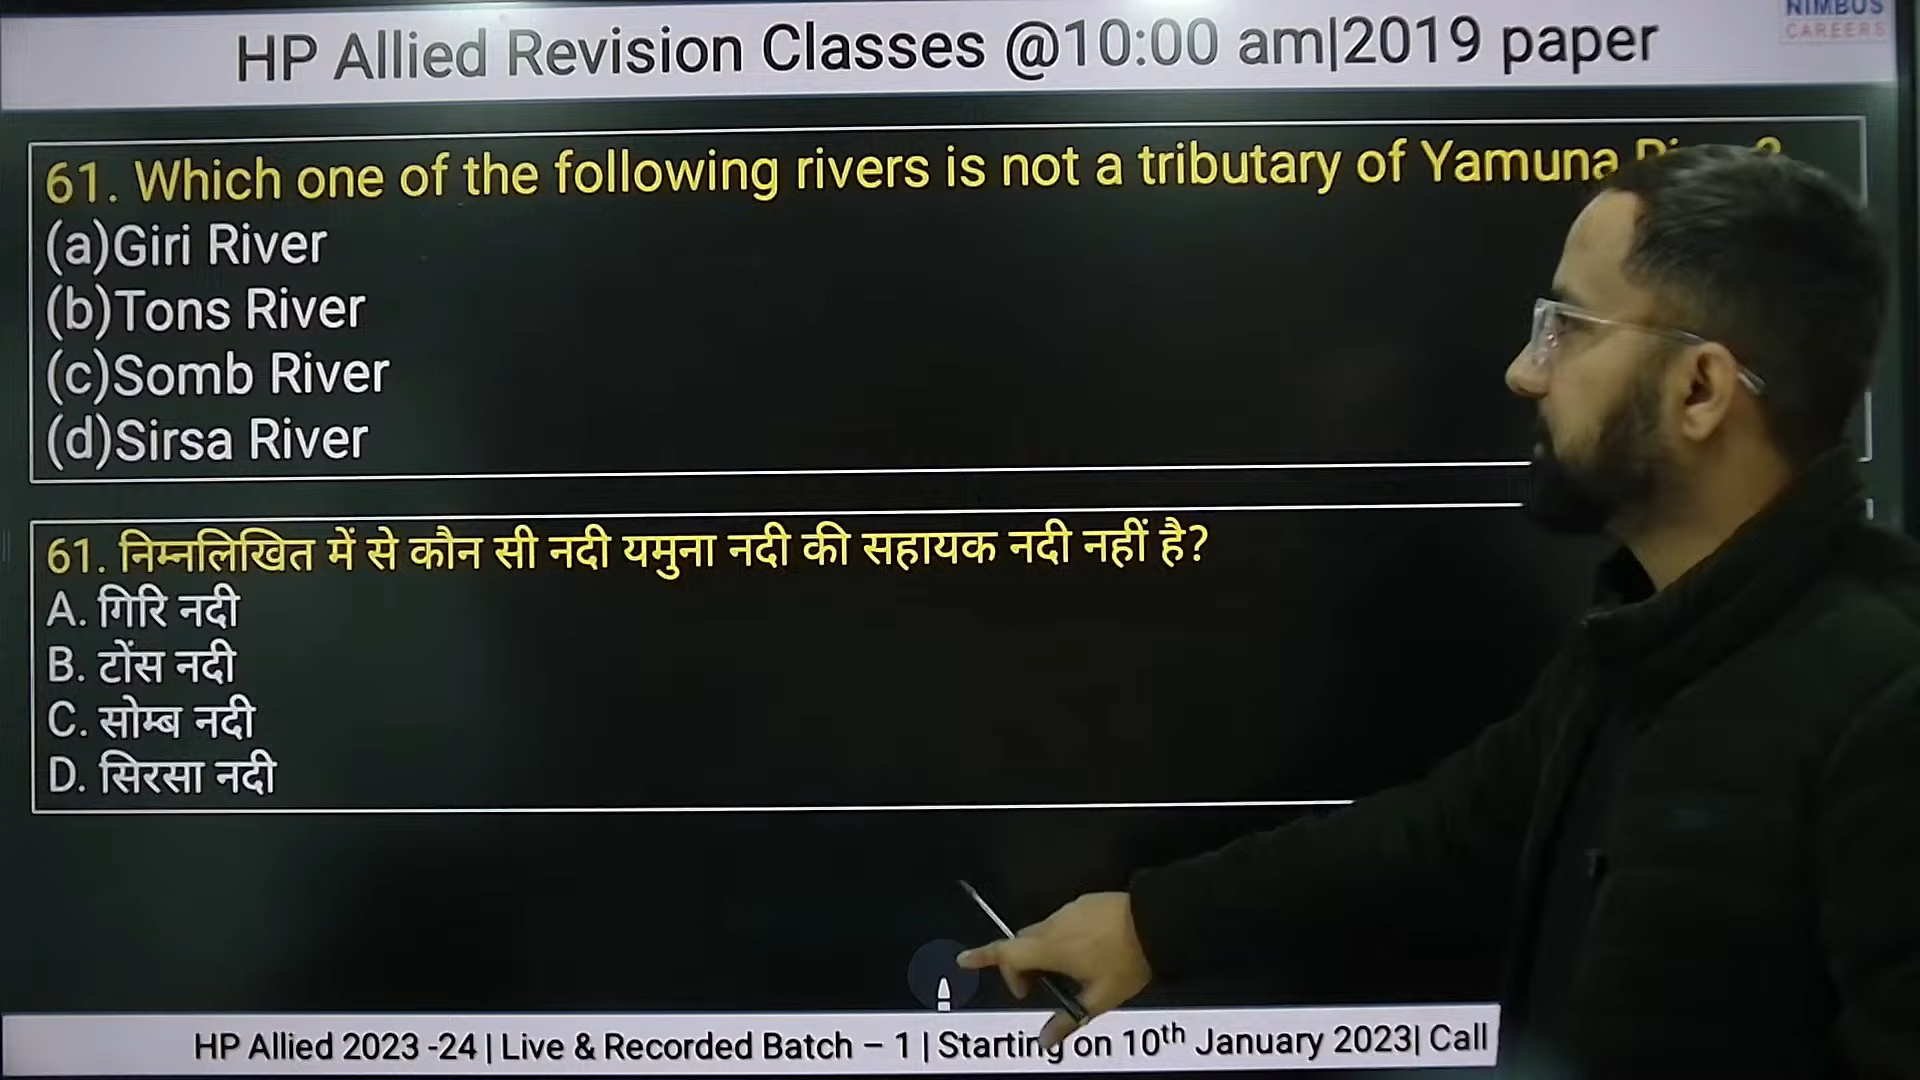 NIMBUS
CAREERS
HP Allied Revision Classes @10:00 am|2019 paper
61. Which one of the following rivers is not a tributary of Yamuna
(a)Giri River
(b)Tons River
(c)Somb River
(d)Sirsa River
61. निम्नलिखित में से कौन सी नदी यमुना नदी की सहायक नदी नहीं है?
A. गिरि नदी
B. टोंस नदी
C. सोम्ब नदी
D. सिरसा नदी
HP Allied 2023 -24 | Live & Recorded Batch – 1 | Starting on 10th January 2023| Call